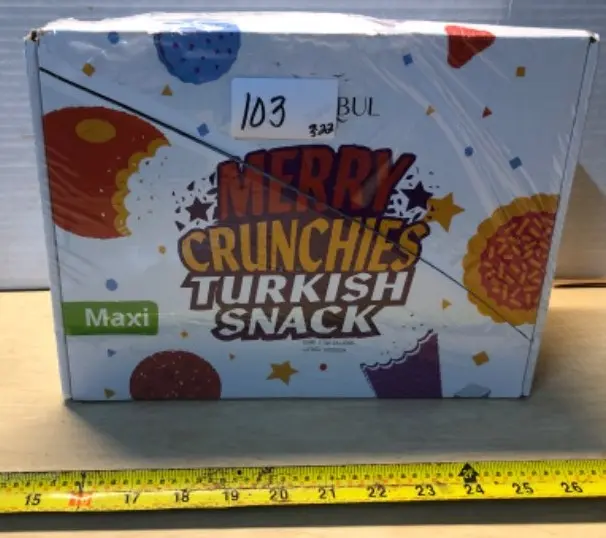 103
3-22
BUL
MERRY
CRUNCHIES
TURKISH
SNACK
Maxi
15 17 18 19 20 21 22 23 24 25 26